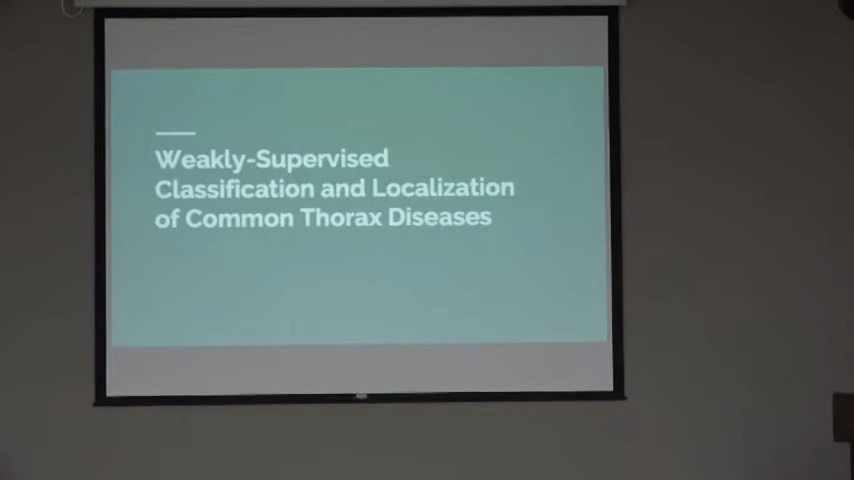 Weakly-Supervised
Classification and Localization
of Common Thorax Diseases